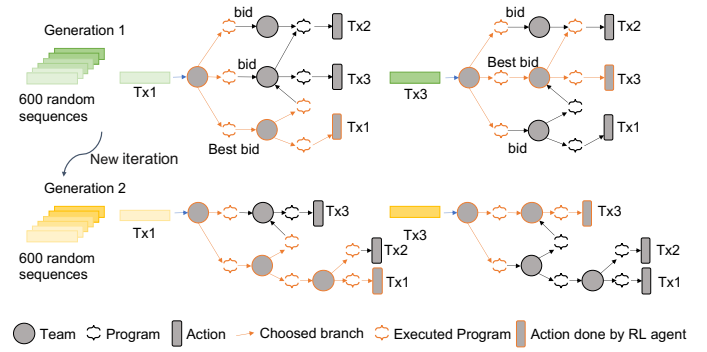 Generation 1
600 random
sequences
Tx1
bid
bid
Best bid
Tx2
Tx3
Tx1
Tx3
bid
Best bid
bid
Tx2
Tx3
Tx1
New iteration
Generation 2
600 random
sequences
Tx1
Tx3
Tx2
Tx1
Tx3
Tx3
Tx2
Tx1
Team
Program
Action
Choosed branch
Executed Program
Action done by RL agent